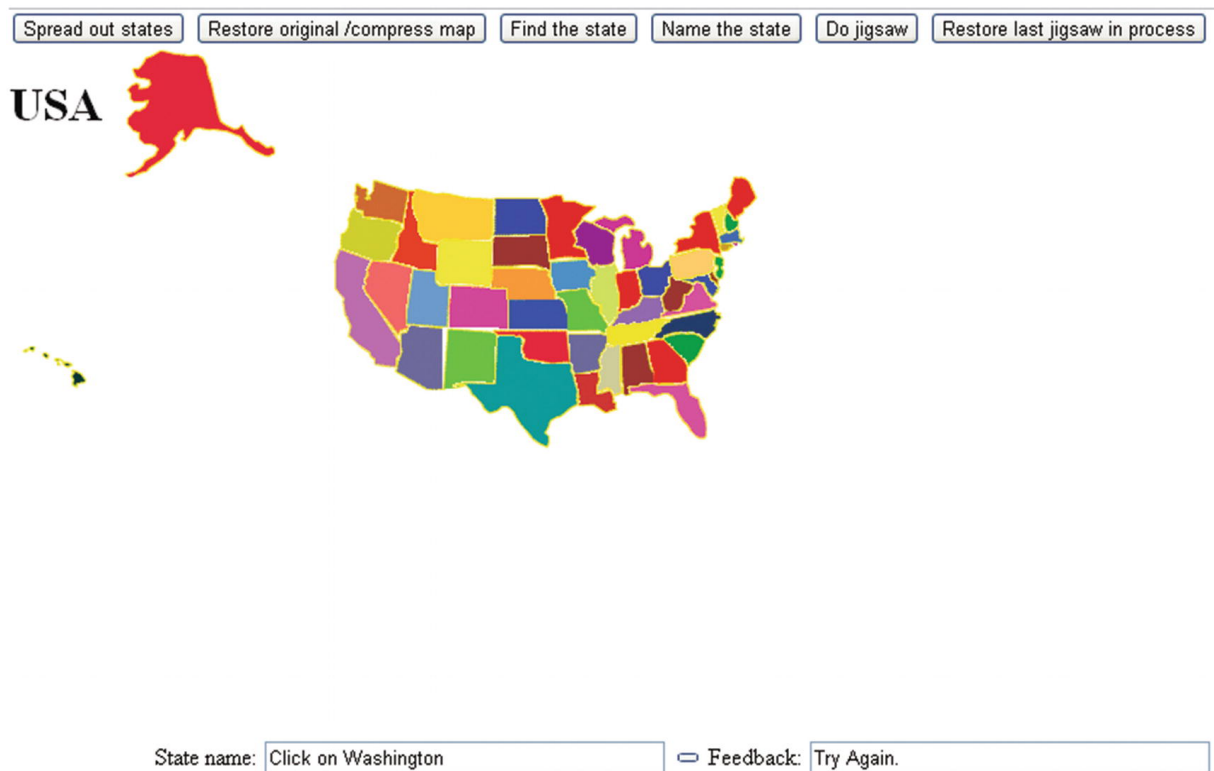 Spread out states Restore original /compress map Find the state Name the state Do jigsaw Restore last jigsaw in process
USA
State name: Click on Washington Feedback: Try Again.